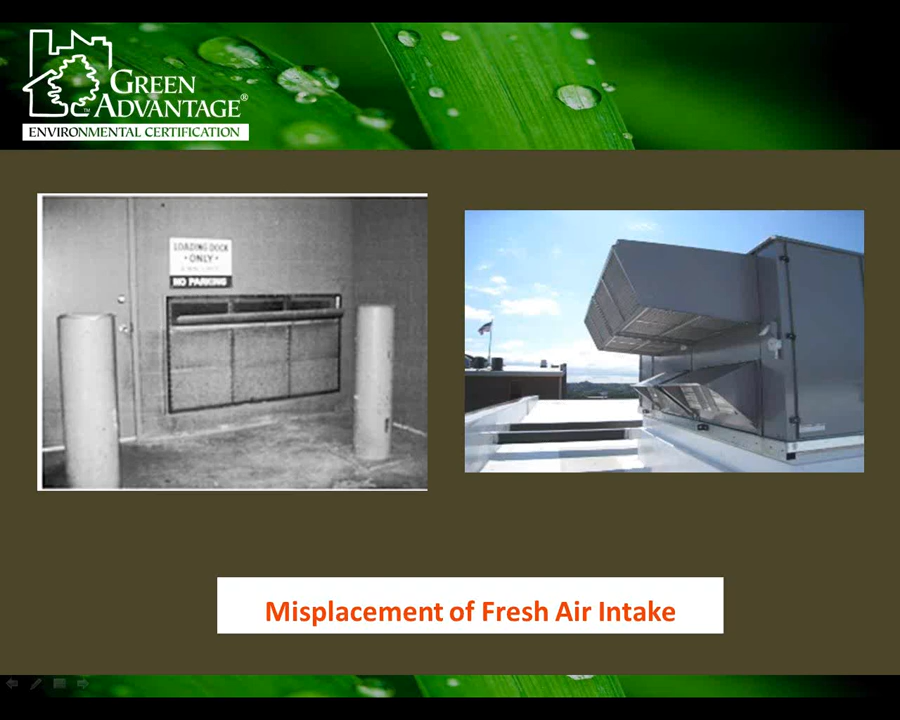 GREEN
ADVANTAGE®
ENVIRONMENTAL CERTIFICATION
LOADING DOCK
• ONLY •
NO PARKING
Misplacement of Fresh Air Intake